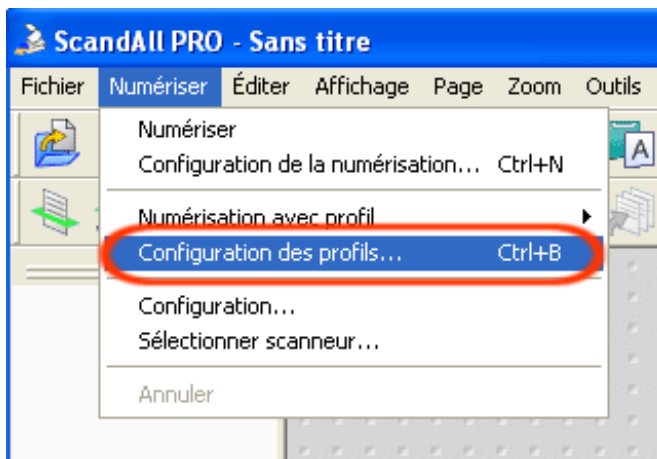 ScandAll PRO - Sans titre
Fichier Numériser Éditer Affichage Page Zoom Outils
Numériser
Configuration de la numérisation... Ctrl+N
Numérisation avec profil
Configuration des profils... Ctrl+B
Configuration...
Sélectionner scanneur...
Annuler
A